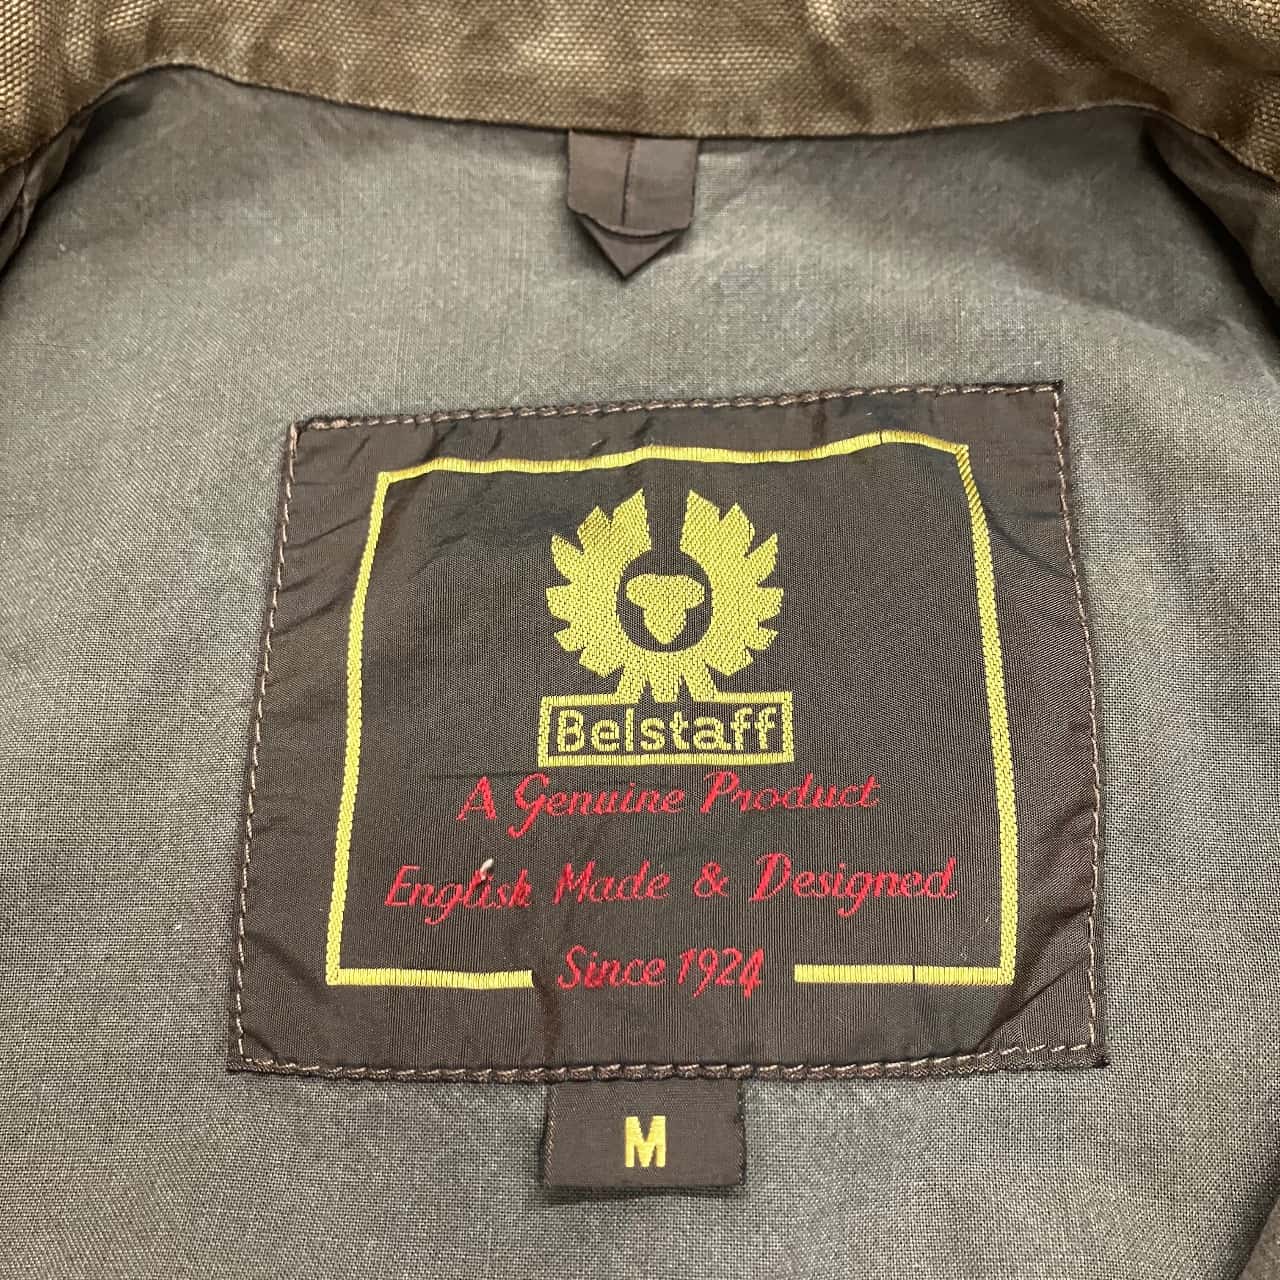 Belstaff
A Genuine Product
English Made & Designed
Since 1924
M